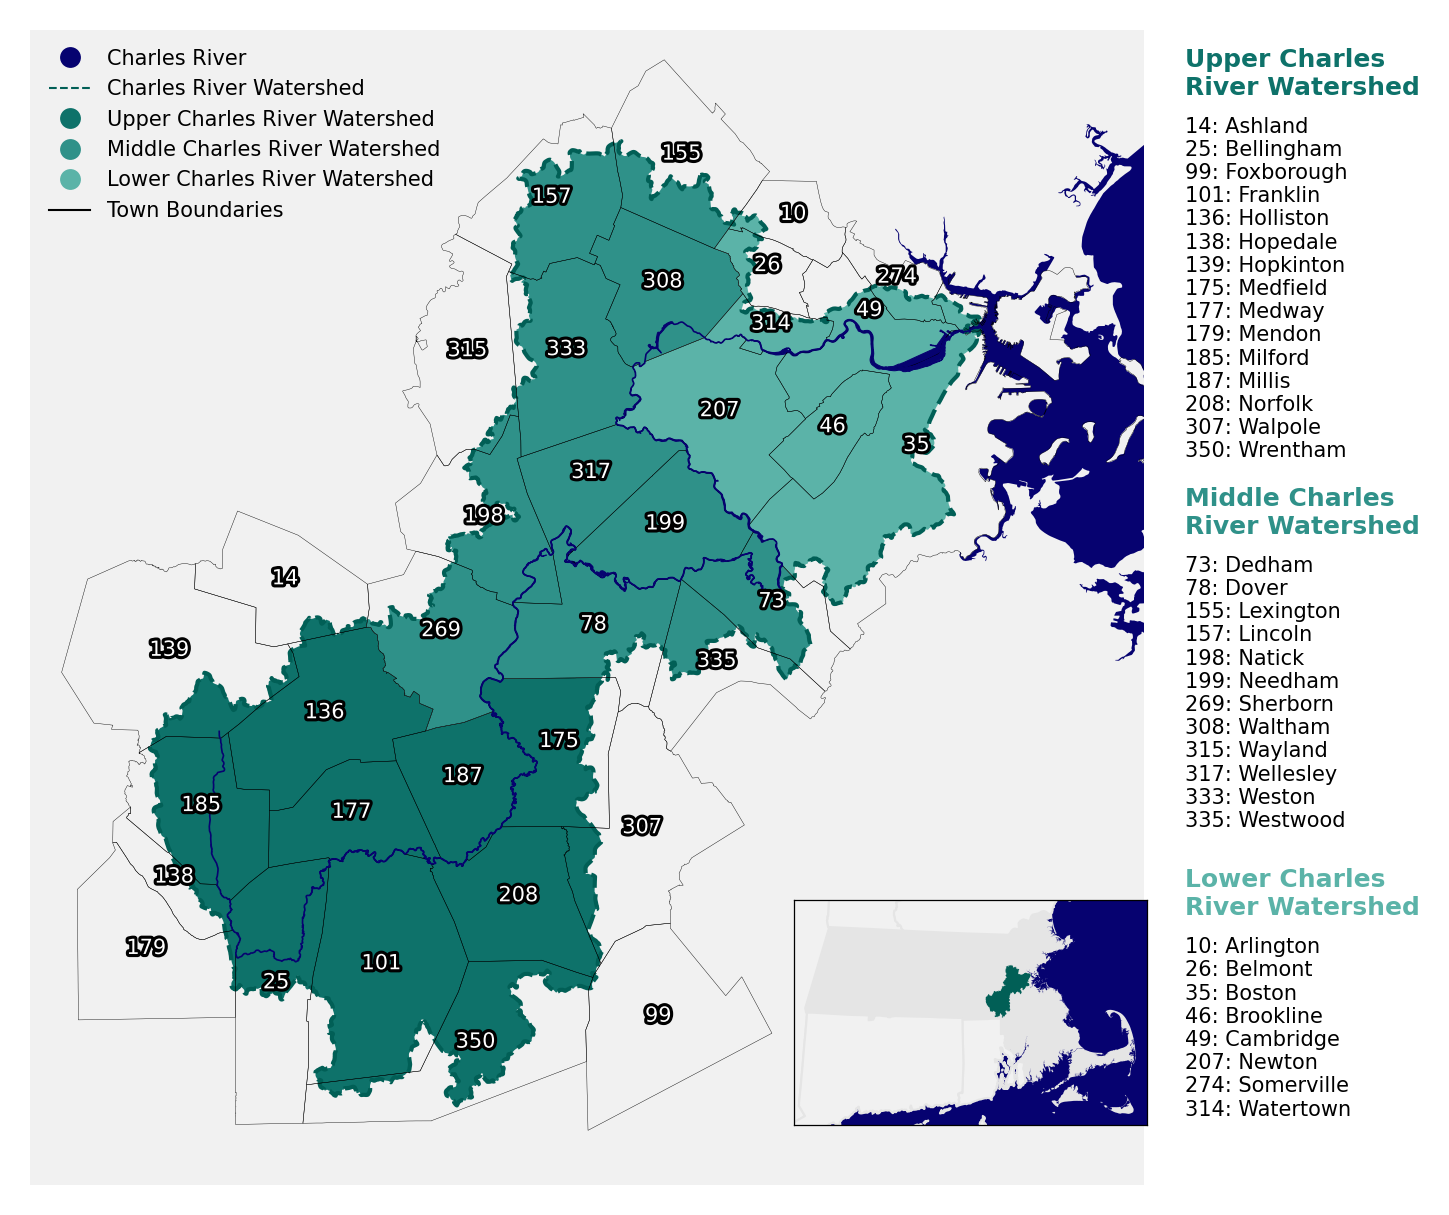 Charles River
Charles River Watershed
Upper Charles River Watershed
Middle Charles River Watershed
Lower Charles River Watershed
Town Boundaries
155
157
10
26
308
274
49
314
315
333
207
46
35
317
198
199
14
73
269
78
139
335
136
175
187
185
177
307
138
208
179
101
25
99
350
Upper Charles
River Watershed
14: Ashland
25: Bellingham
99: Foxborough
101: Franklin
136: Holliston
138: Hopedale
139: Hopkinton
175: Medfield
177: Medway
179: Mendon
185: Milford
187: Millis
208: Norfolk
307: Walpole
350: Wrentham
Middle Charles
River Watershed
73: Dedham
78: Dover
155: Lexington
157: Lincoln
198: Natick
199: Needham
269: Sherborn
308: Waltham
315: Wayland
317: Wellesley
333: Weston
335: Westwood
Lower Charles
River Watershed
10: Arlington
26: Belmont
35: Boston
46: Brookline
49: Cambridge
207: Newton
274: Somerville
314: Watertown